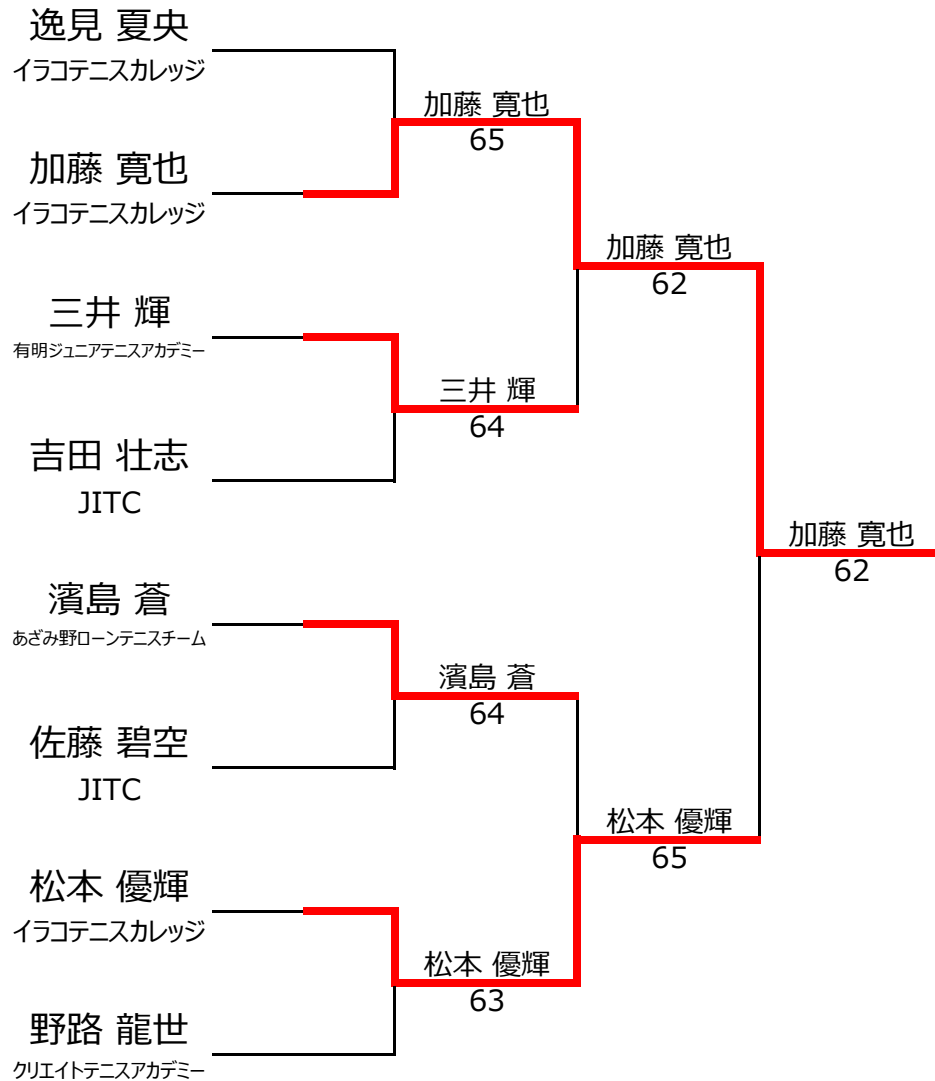 逸見 夏央
イラコテニスカレッジ
加藤 寛也
65
加藤 寛也
イラコテニスカレッジ
加藤 寛也
62
三井 輝
有明ジュニアテニスアカデミー
三井 輝
64
吉田 壮志
JITC
加藤 寛也
62
濱島 蒼
あざみ野ローンテニスチーム
濱島 蒼
64
佐藤 碧空
JITC
松本 優輝
65
松本 優輝
イラコテニスカレッジ
松本 優輝
63
野路 龍世
クリエイトテニスアカデミー